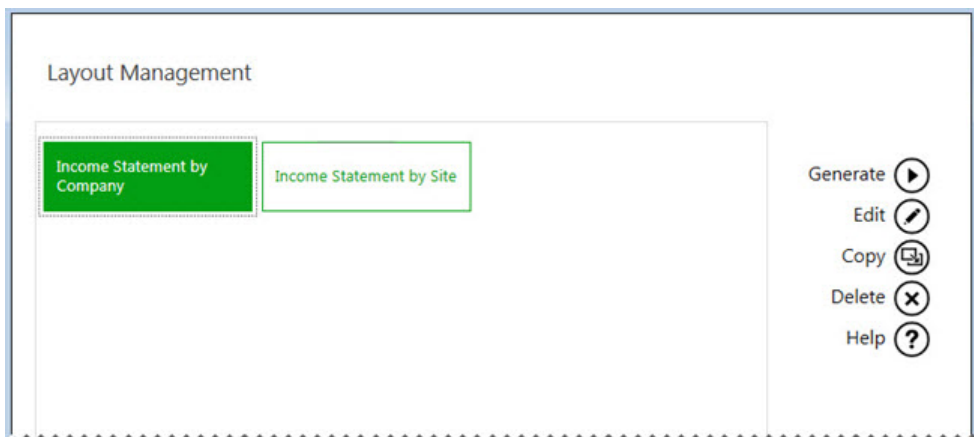 Layout Management
Income Statement by
Company
Income Statement by Site
Generate
Edit
Copy
Delete
Help